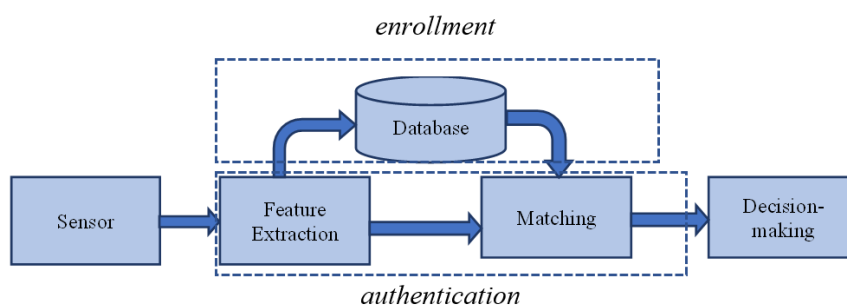 enrollment
Database
Sensor
Feature
Extraction
Matching
Decision-
making
authentication